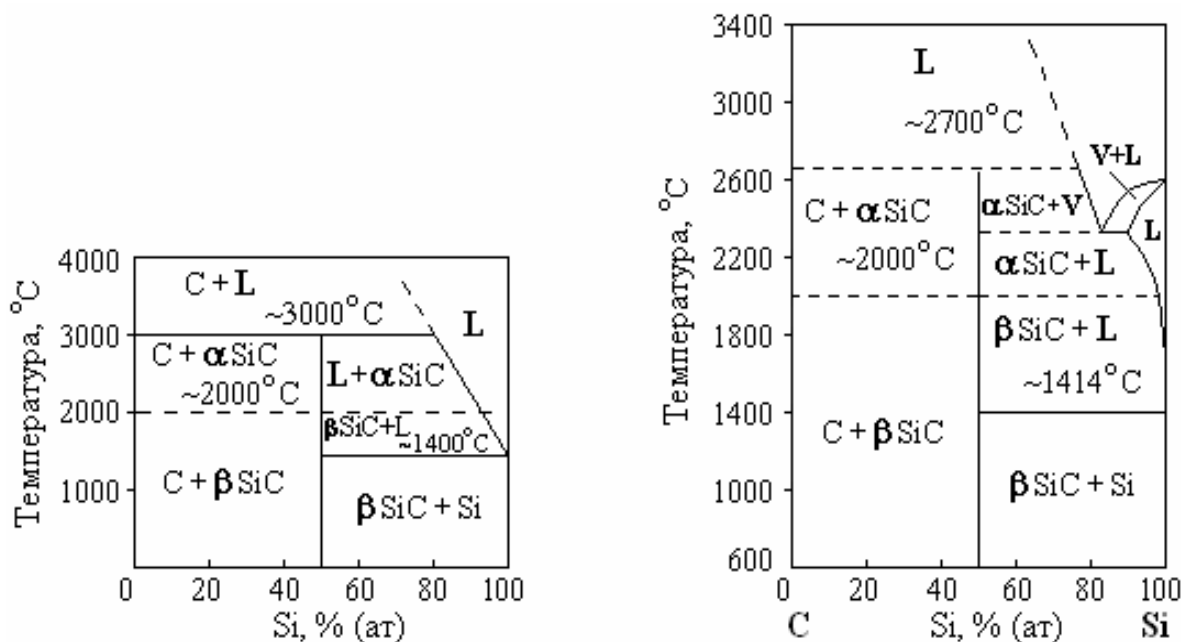 Температура, °C
4000
3000
2000
1000
C + L
~3000°C
L
C + αSiC
~2000°C
L + αSiC
βSiC+L
~1400°C
C + βSiC
βSiC + Si
0 20 40 60 80 100
Si, % (ат)
Температура, °C
3400
3000
2600
2200
1800
1400
1000
600
L
~2700°C
V+L
C + αSiC
αSiC+V
L
~2000°C
αSiC + L
βSiC + L
~1414°C
C + βSiC
βSiC + Si
0 20 40 60 80 100
C Si, % (ат) Si